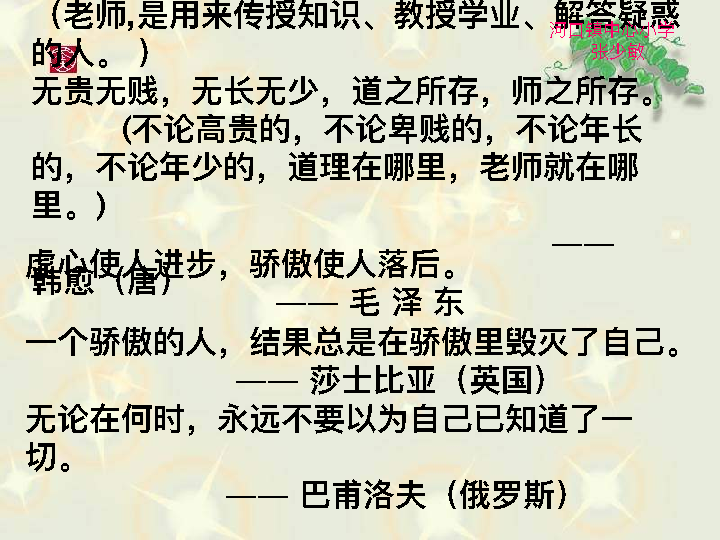 （老师,是用来传授知识、教授学业、解答疑惑
的人。）
河口镇中心小学
张少敏
无贵无贱，无长无少，道之所存，师之所存。
(不论高贵的，不论卑贱的，不论年长
的，不论年少的，道理在哪里，老师就在哪
里。）
——
韩愈（唐）
虚心使人进步，骄傲使人落后。
—— 毛 泽 东
一个骄傲的人，结果总是在骄傲里毁灭了自己。
—— 莎士比亚（英国）
无论在何时，永远不要以为自己已知道了一
切。
—— 巴甫洛夫（俄罗斯）